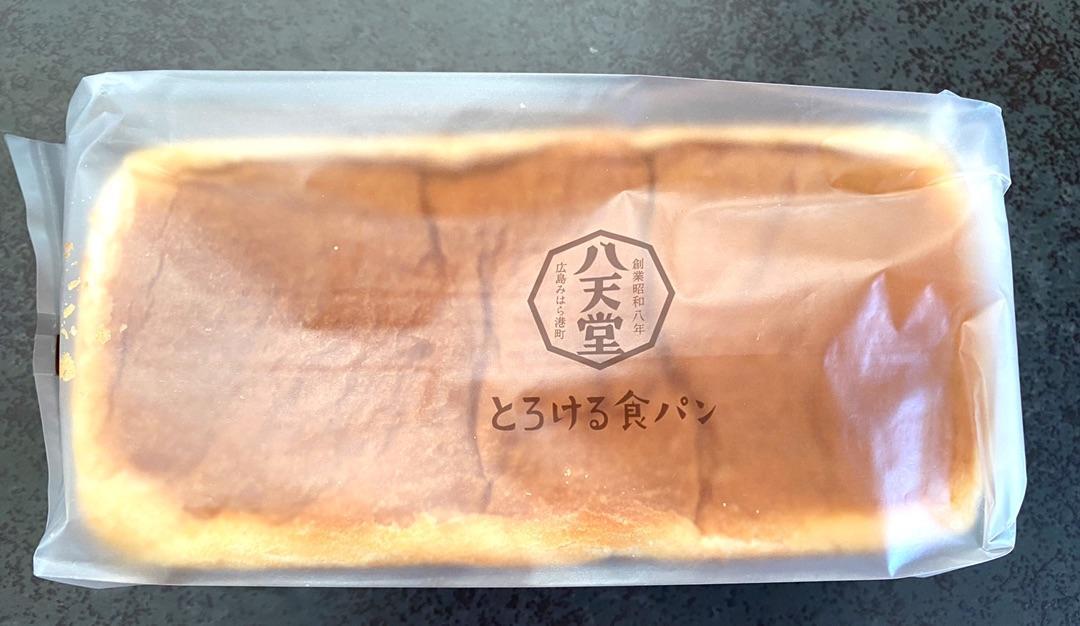 創業昭和八年
八天堂
広島みはら港町
とろける食パン